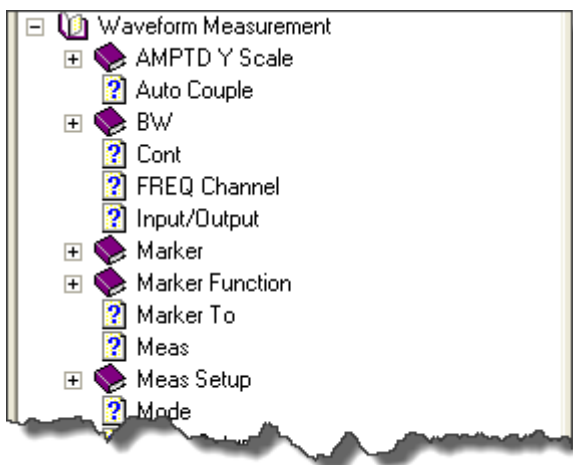 Waveform Measurement
AMPTD Y Scale
Auto Couple
BW
Cont
FREQ Channel
Input/Output
Marker
Marker Function
Marker To
Meas
Meas Setup
Mode